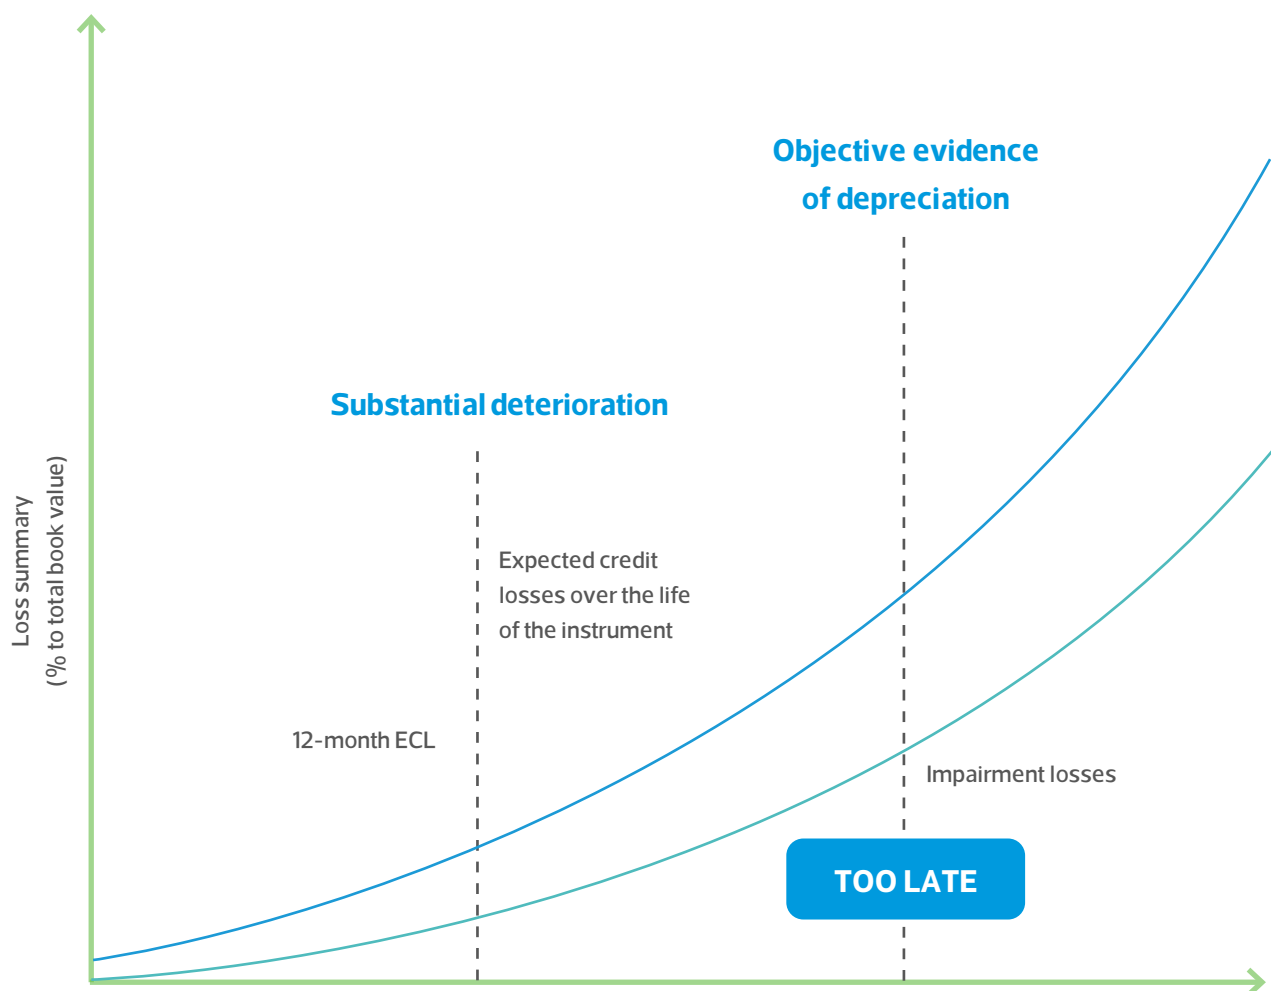 Objective evidence
of depreciation
Substantial deterioration
Loss summary
(% to total book value)
Expected credit
losses over the life
of the instrument
12-month ECL
Impairment losses
TOO LATE